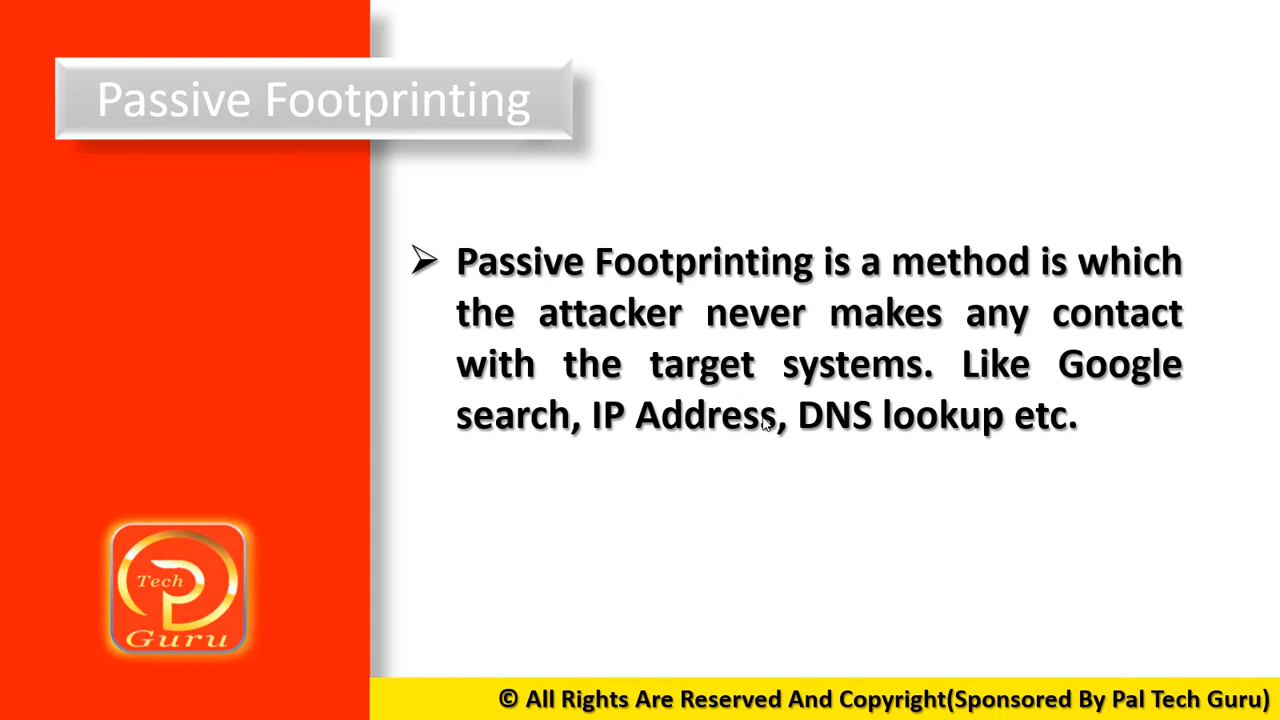 Passive Footprinting
➢ Passive Footprinting is a method is which
the attacker never makes any contact
with the target systems. Like Google
search, IP Address, DNS lookup etc.
Tech
P
Guru
© All Rights Are Reserved And Copyright(Sponsored By Pal Tech Guru)